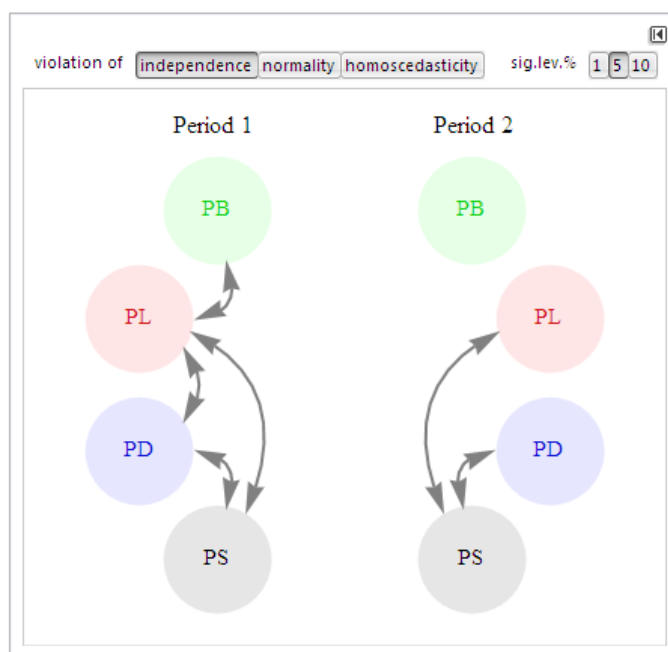 violation of independence normality homoscedasticity sig.lev.% 1 5 10
Period 1 Period 2
PB PB
PL PL
PD PD
PS PS